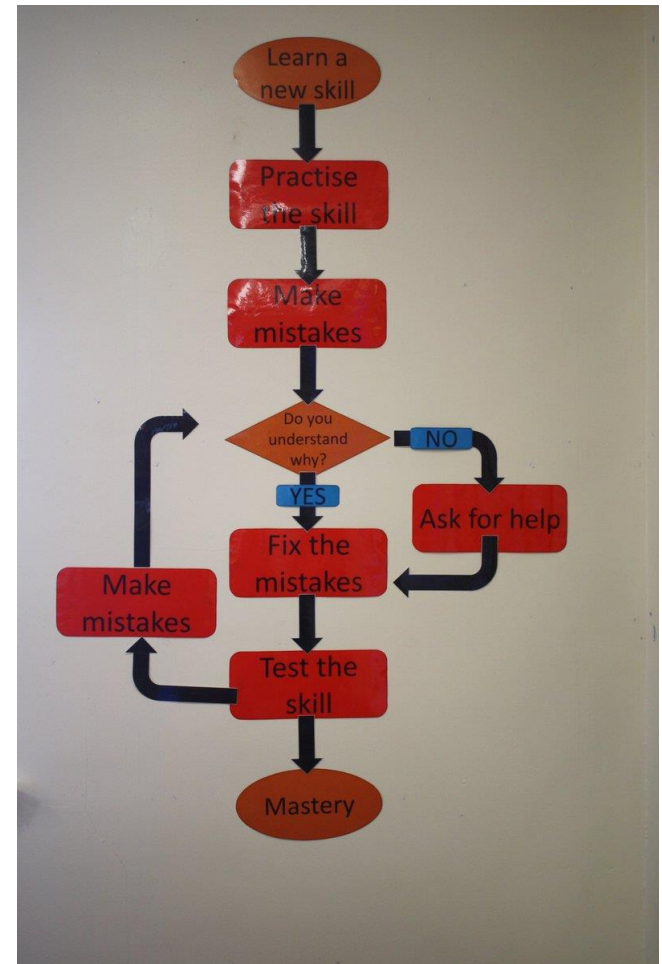 Learn a
new skill
Practise
the skill
Make
mistakes
Do you
understand
why?
NO
YES
Ask for help
Fix the
mistakes
Make
mistakes
Test the
skill
Mastery